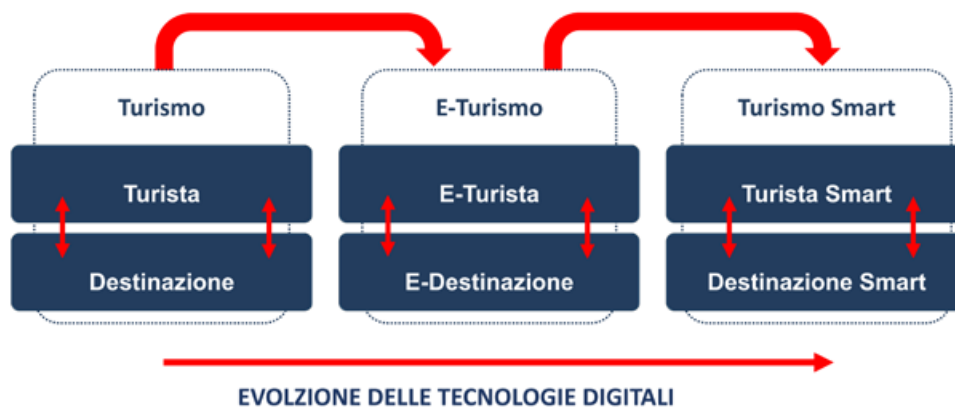 Turismo
E-Turismo
Turismo Smart
Turista
E-Turista
Turista Smart
Destinazione
E-Destinazione
Destinazione Smart
EVOLZIONE DELLE TECNOLOGIE DIGITALI